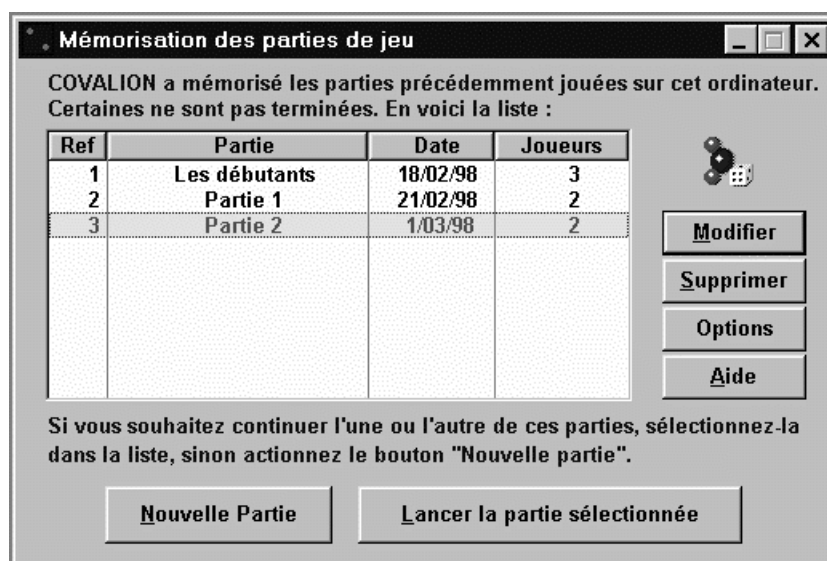 Mémorisation des parties de jeu
COVALION a mémorisé les parties précédemment jouées sur cet ordinateur.
Certaines ne sont pas terminées. En voici la liste :
Ref Partie Date Joueurs
1 Les débutants 18/02/98 3
2 Partie 1 21/02/98 2
3 Partie 2 1/03/98 2
Modifier
Supprimer
Options
Aide
Si vous souhaitez continuer l'une ou l'autre de ces parties, sélectionnez-la
dans la liste, sinon actionnez le bouton "Nouvelle partie".
Nouvelle Partie Lancer la partie sélectionnée